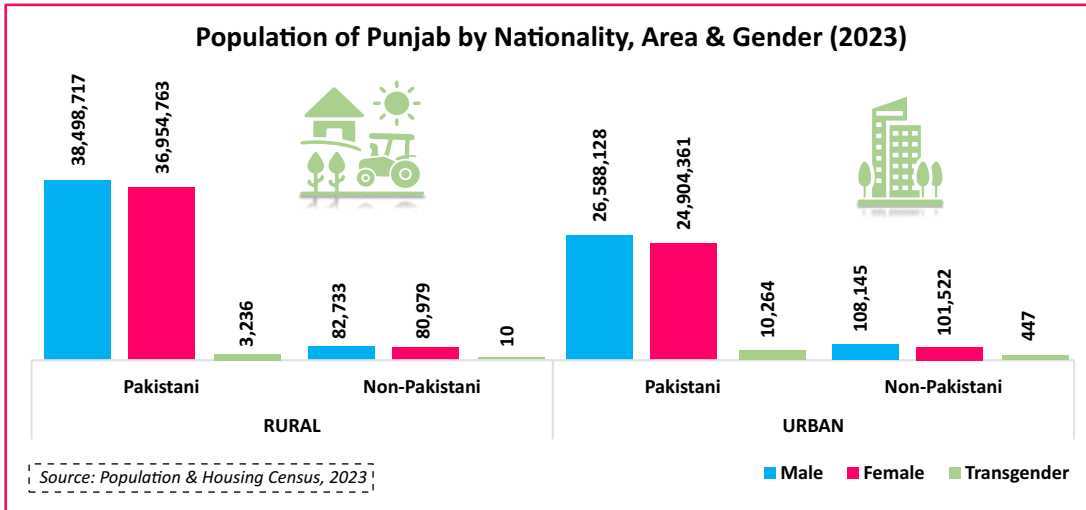 Population of Punjab by Nationality, Area & Gender (2023)
38,498,717
36,954,763
3,236
82,733
80,979
10
26,588,128
24,904,361
10,264
108,145
101,522
447
Pakistani
Non-Pakistani
Pakistani
Non-Pakistani
RURAL
URBAN
Source: Population & Housing Census, 2023
Male
Female
Transgender